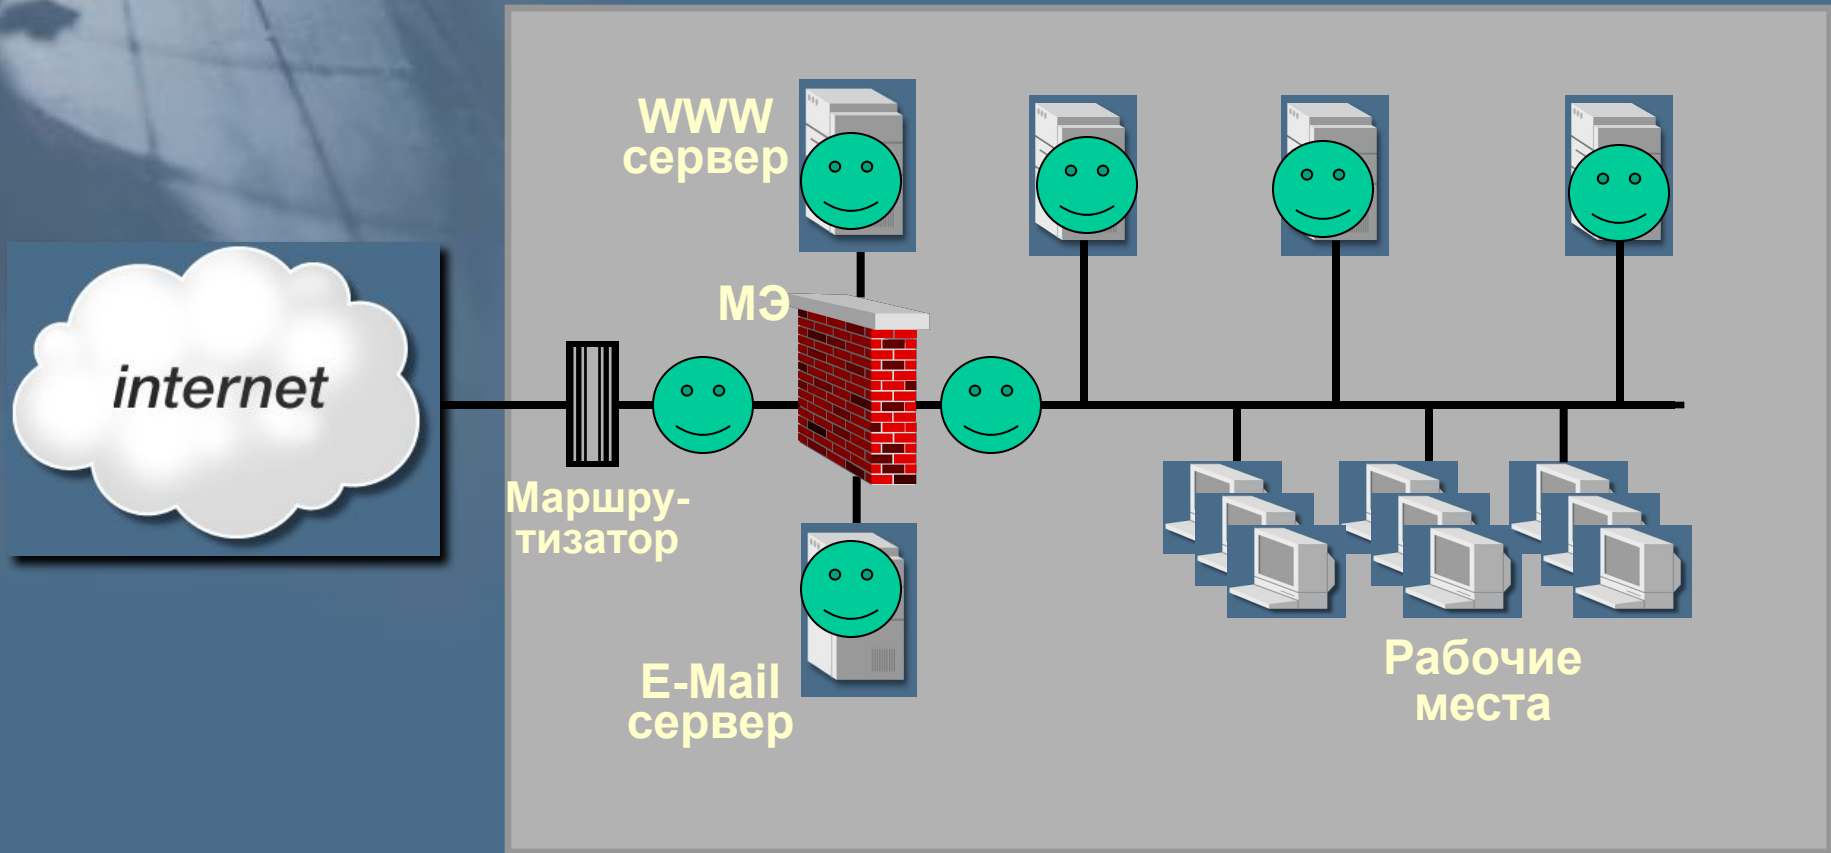 WWW
сервер
МЭ
internet
Маршру-
тизатор
E-Mail
сервер
Рабочие
места